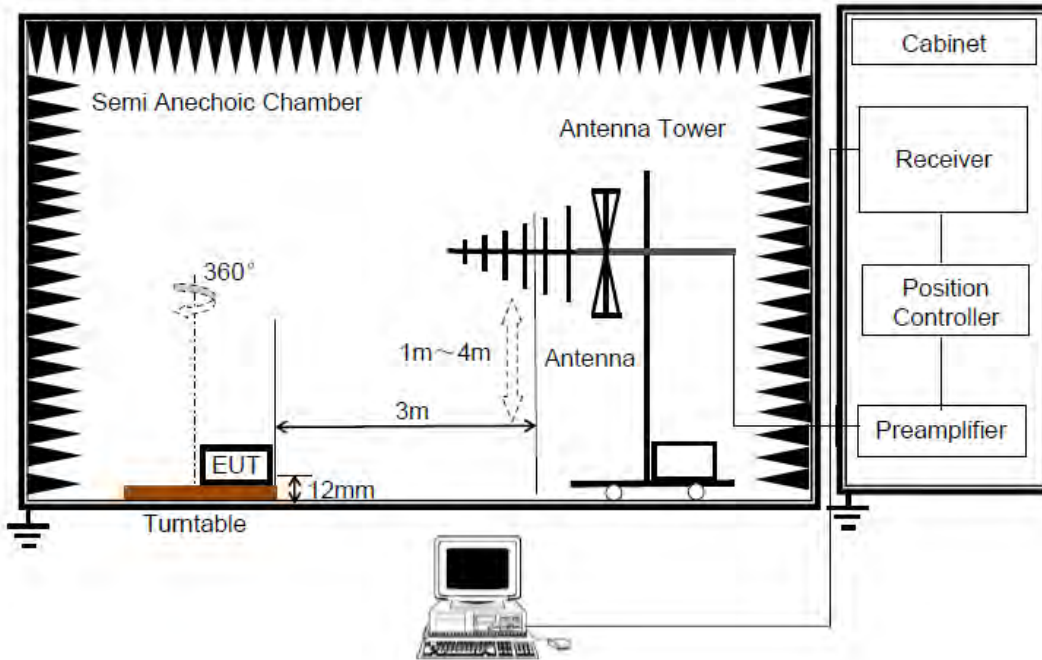 Cabinet
Semi Anechoic Chamber
Antenna Tower
Receiver
360°
Position
Controller
1m～4m
Antenna
3m
Preamplifier
EUT
12mm
Turntable